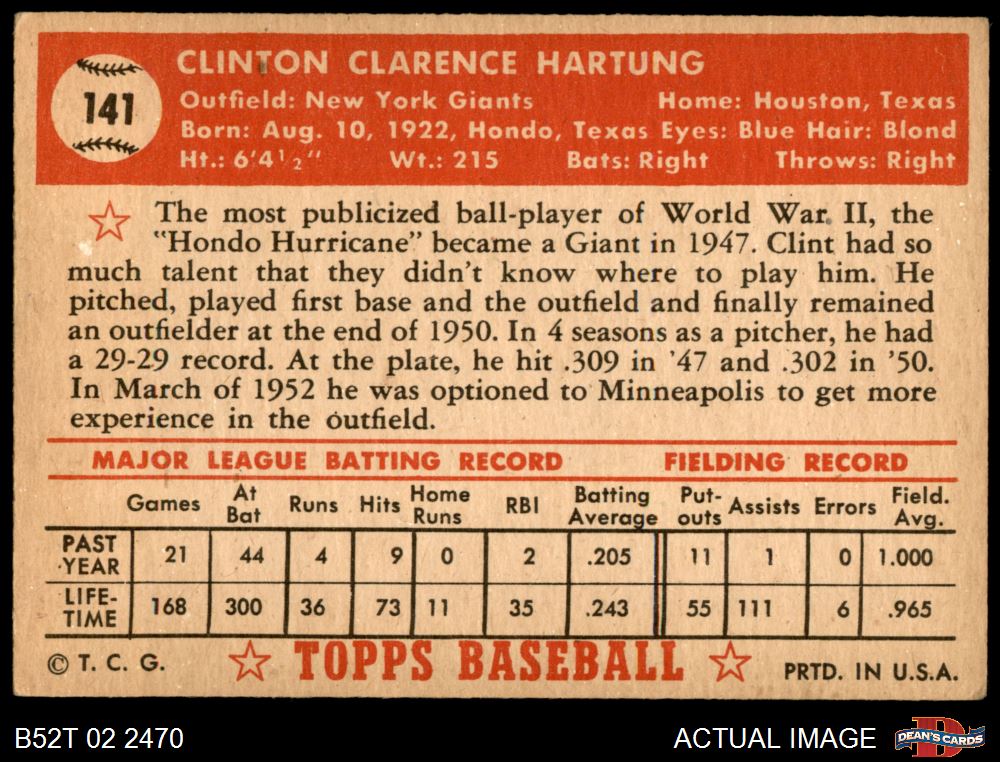 141
CLINTON CLARENCE HARTUNG
Outfield: New York Giants Home: Houston, Texas
Born: Aug. 10, 1922, Hondo, Texas Eyes: Blue Hair: Blond
Ht.: 6'4½" Wt.: 215 Bats: Right Throws: Right
The most publicized ball-player of World War II, the
"Hondo Hurricane" became a Giant in 1947. Clint had so
much talent that they didn't know where to play him. He
pitched, played first base and the outfield and finally remained
an outfielder at the end of 1950. In 4 seasons as a pitcher, he had
a 29-29 record. At the plate, he hit .309 in '47 and .302 in '50.
In March of 1952 he was optioned to Minneapolis to get more
experience in the outfield.
MAJOR LEAGUE BATTING RECORD FIELDING RECORD
Games At Bat Runs Hits Home Runs RBI Batting Average Put-outs Assists Errors Field. Avg.
PAST YEAR 21 44 4 9 0 2 .205 11 1 0 1.000
LIFE-TIME 168 300 36 73 11 35 .243 55 111 6 .965
© T. C. G. TOPPS BASEBALL PRTD. IN U.S.A.
B52T 02 2470 ACTUAL IMAGE D DEAN'S CARDS